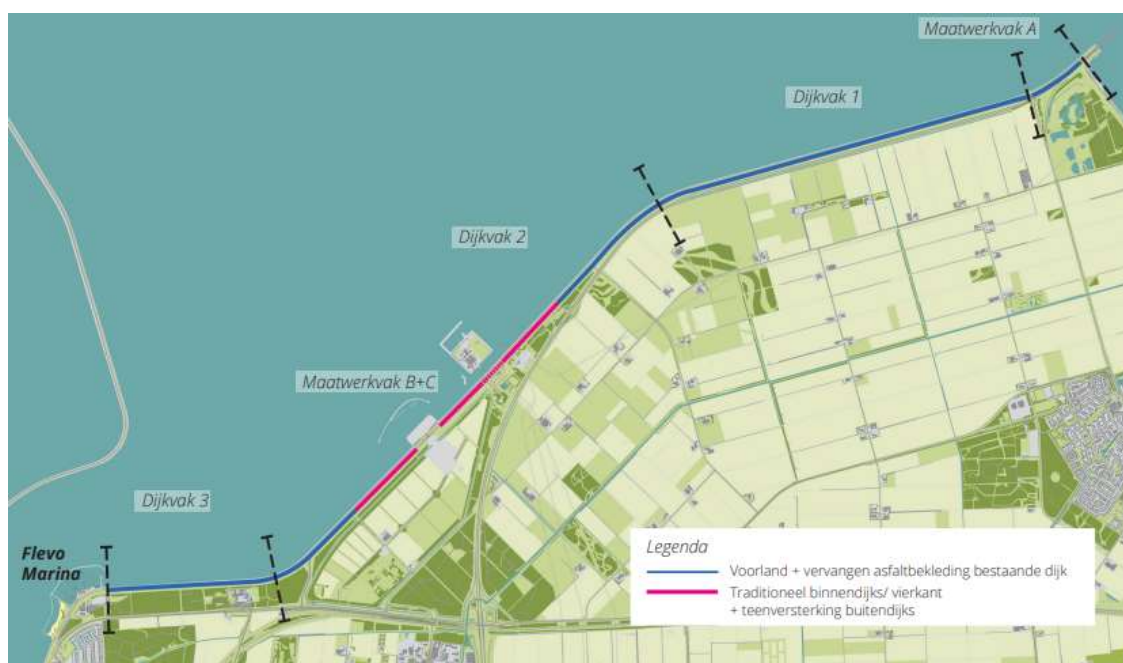 Maatwerkvak A
Dijkvak 1
Dijkvak 2
Maatwerkvak B+C
Dijkvak 3
Flevo
Marina
Legenda
Voorland + vervangen asfaltbekleding bestaande dijk
Traditioneel binnendijks/ vierkant
+ teenversterking buitendijks